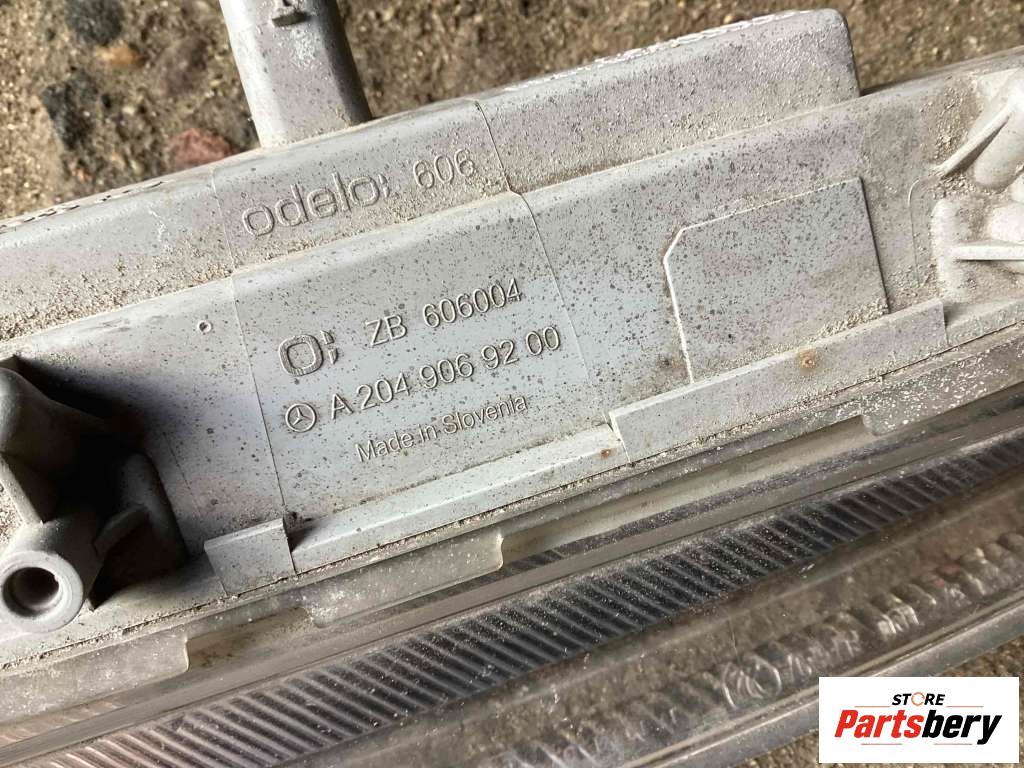 odelo: 606
O: ZB 606004
A 204 906 92 00
Made in Slovenia
STORE
Partsbery